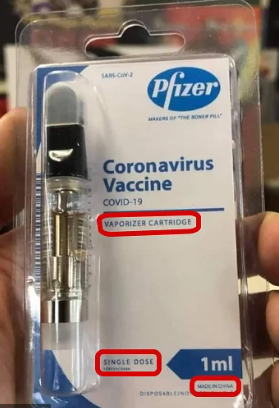 SARS-CoV-2
Pfizer
MAKERS OF "THE BONER PILL"
Coronavirus
Vaccine
COVID-19
VAPORIZER CARTRIDGE
SINGLE DOSE
1ml
MADE IN CHINA